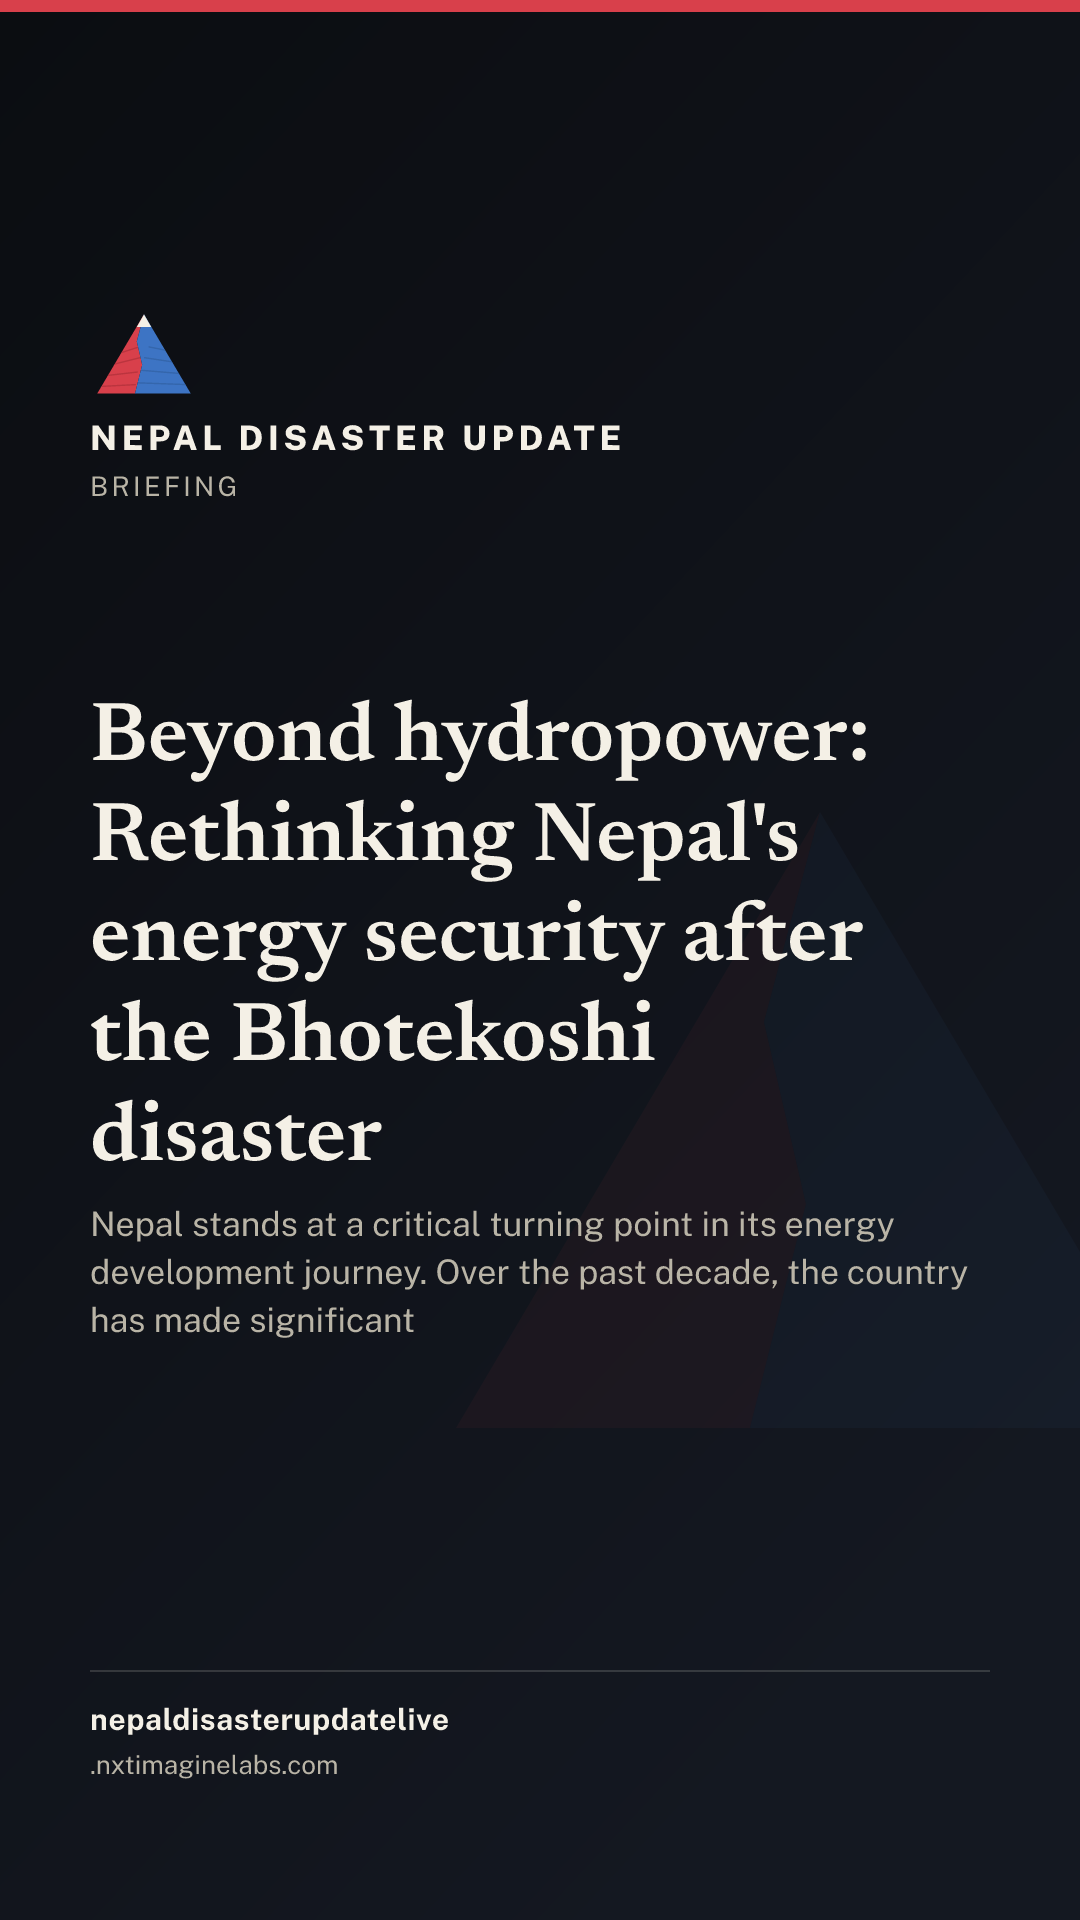 NEPAL DISASTER UPDATE
BRIEFING
Beyond hydropower:
Rethinking Nepal's
energy security after
the Bhotekoshi
disaster
Nepal stands at a critical turning point in its energy
development journey. Over the past decade, the country
has made significant
nepaldisasterupdatelive
.nxtimaginelabs.com